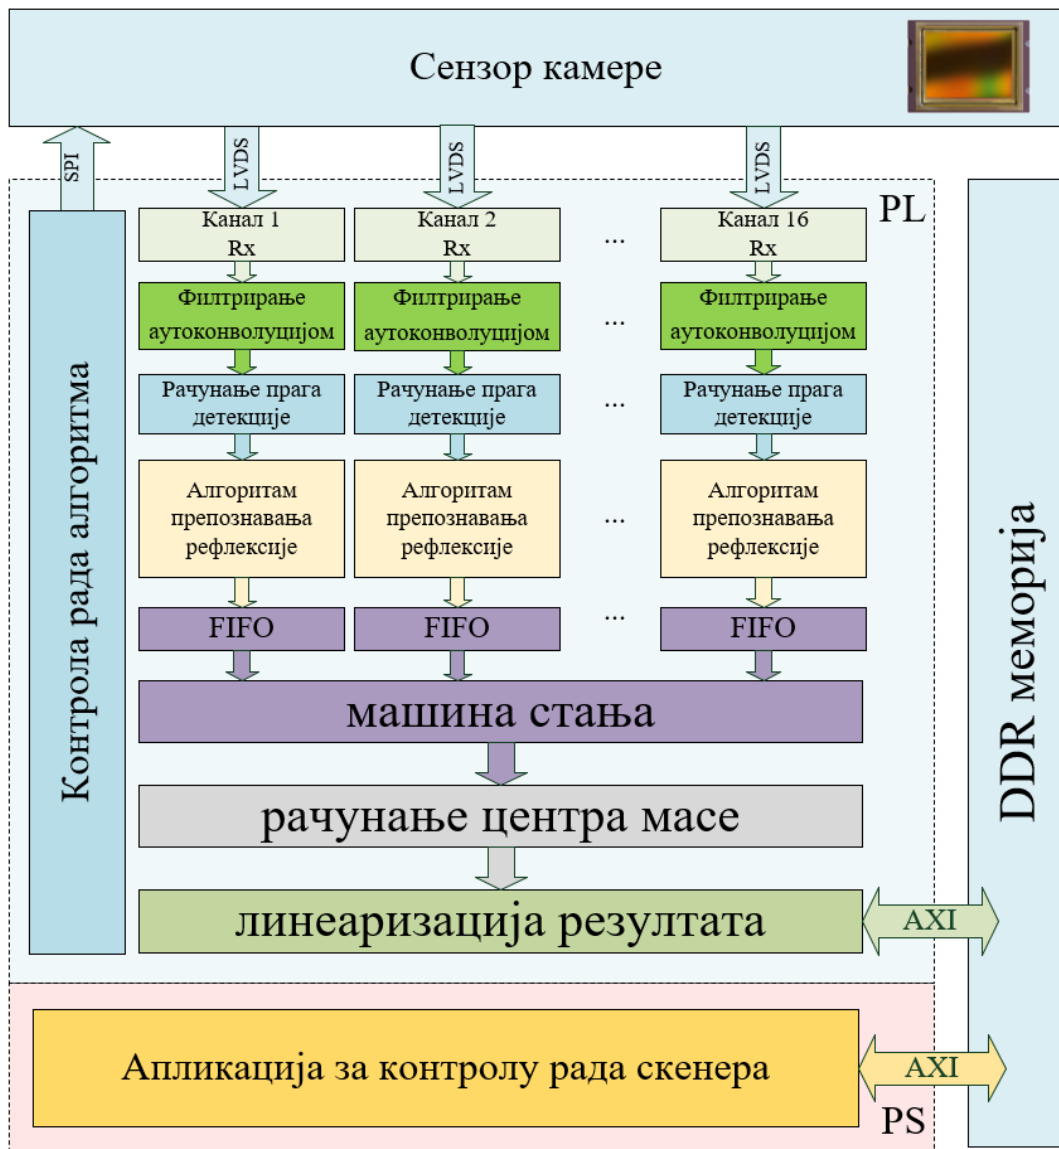 Сензор камере
SPI
LVDS
LVDS
LVDS
PL
Канал 1
Rx
Канал 2
Rx
...
Канал 16
Rx
Филтрирање
аутоконволуцијом
Филтрирање
аутоконволуцијом
...
Филтрирање
аутоконволуцијом
Рачунање прага
детекције
Рачунање прага
детекције
...
Рачунање прага
детекције
Алгоритам
препознавања
рефлексије
Алгоритам
препознавања
рефлексије
...
Алгоритам
препознавања
рефлексије
FIFO
FIFO
...
FIFO
Контрола рада алгоритма
машина стања
рачунање центра масе
линеаризација резултата
AXI
DDR меморија
Апликација за контролу рада скенера
AXI
PS